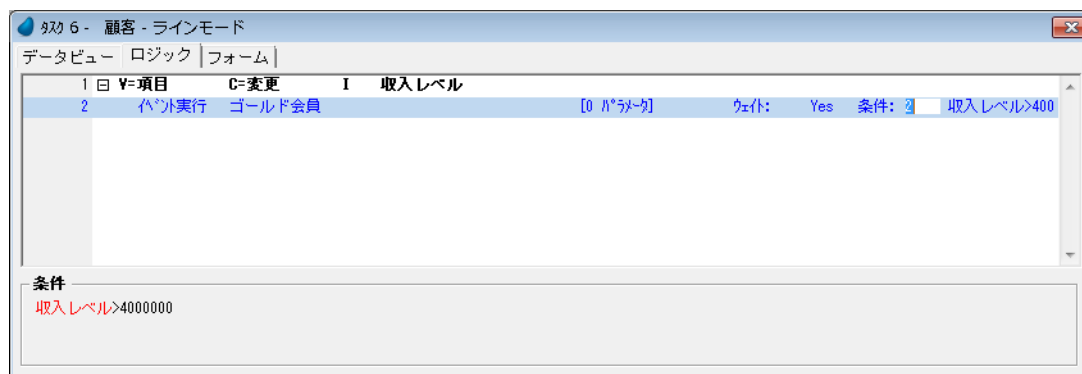 ﾀｽｸ 6 - 顧客 - ラインモード
データビュー ロジック フォーム
1 V=項目 C=変更 I 収入レベル
2 ｲﾍﾞﾝﾄ実行 ゴールド会員 [0 ﾊﾟﾗﾒｰﾀ] ｳｪｲﾄ: Yes 条件: 2 収入レベル>400
条件
収入レベル>4000000